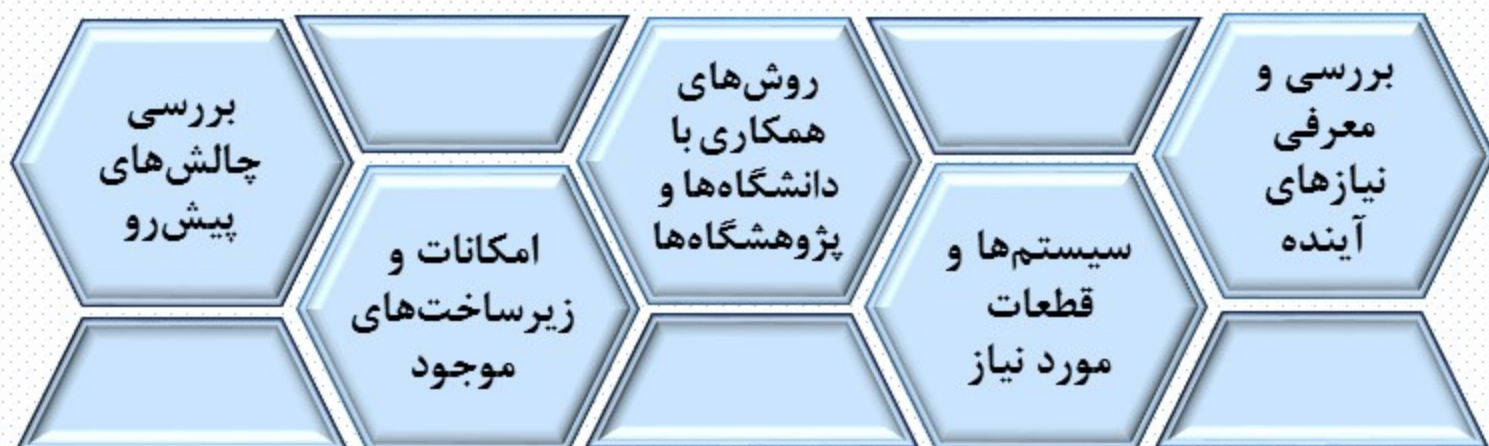 بررسی و
معرفی
نیازهای
آینده
سیستم‌ها و
قطعات
مورد نیاز
روش‌های
همکاری با
دانشگاه‌ها و
پژوهشگاه‌ها
امکانات و
زیرساخت‌های
موجود
بررسی
چالش‌های
پیش‌رو